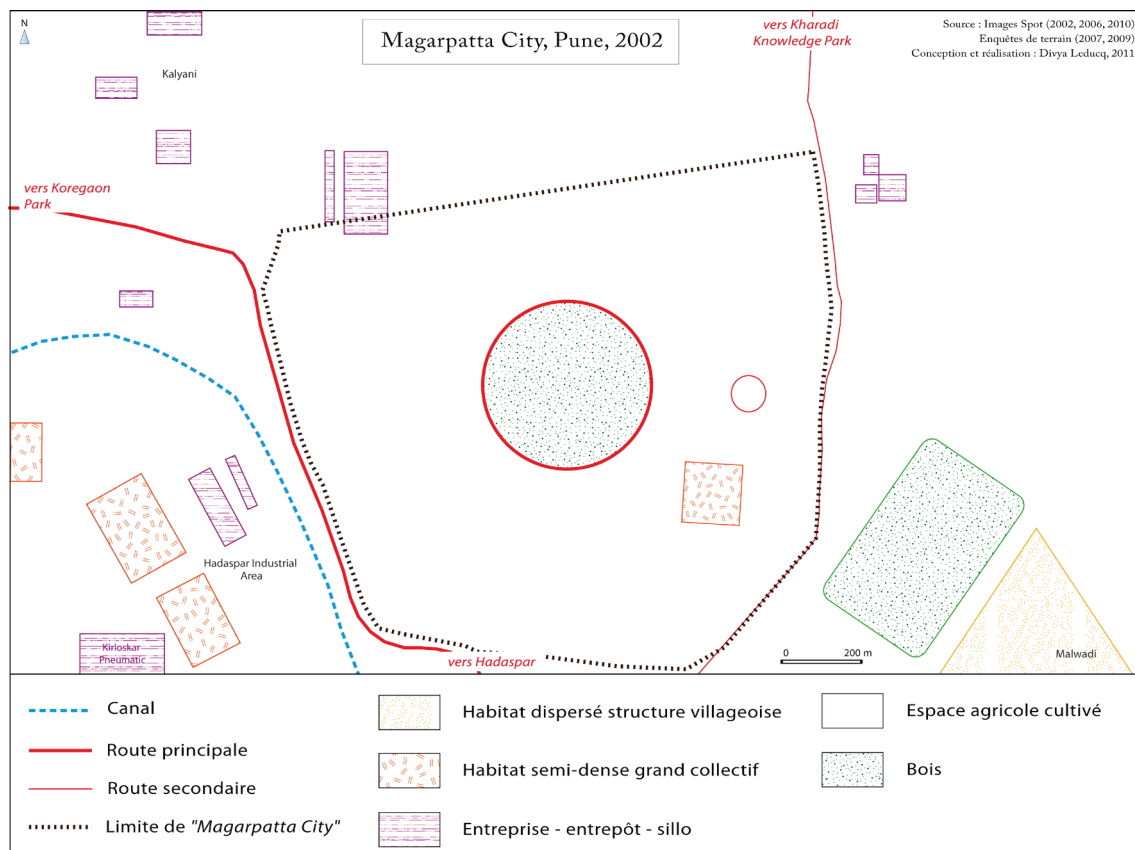 N
Magarpatta City, Pune, 2002
vers Kharadi
Knowledge Park
Source : Images Spot (2002, 2006, 2010)
Enquêtes de terrain (2007, 2009)
Conception et réalisation : Divya Leducq, 2011
Kalyani
vers Koregaon
Park
Hadaspar Industrial
Area
Kirloskar
Pneumatic
vers Hadaspar
0 200 m
Malwadi
Canal
Route principale
Route secondaire
Limite de "Magarpatta City"
Habitat dispersé structure villageoise
Habitat semi-dense grand collectif
Entreprise - entrepôt - sillo
Espace agricole cultivé
Bois